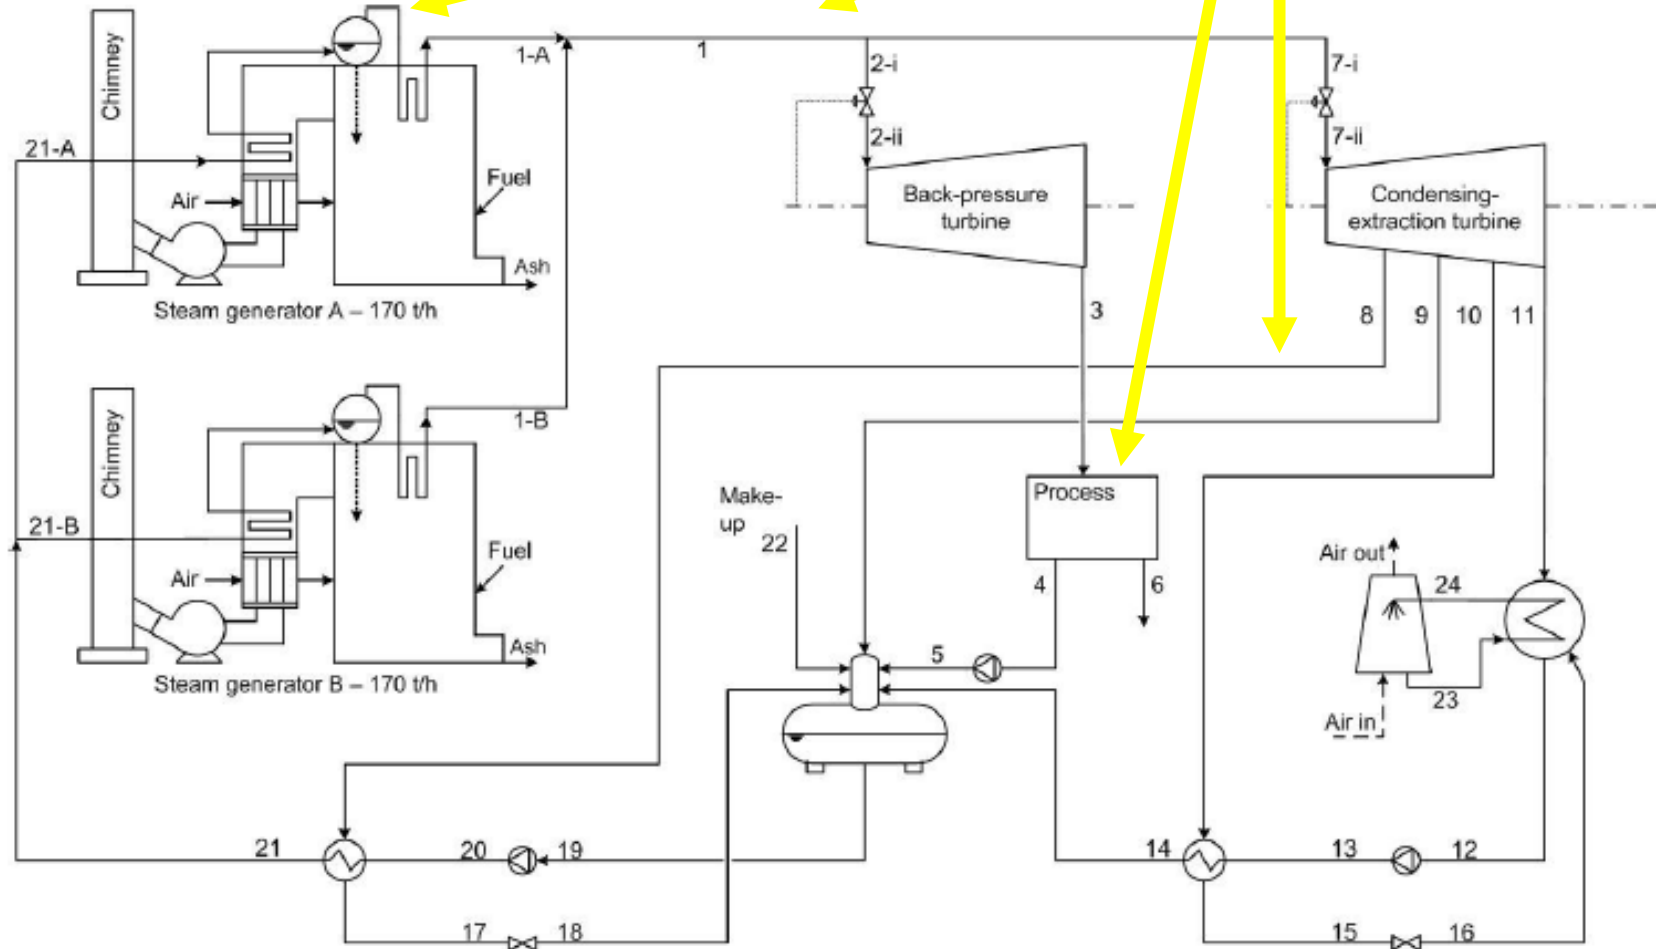 Chimney
1-A
1
2-i
7-i
2-ii
7-ii
21-A
Air
Fuel
Back-pressure
turbine
Condensing-
extraction turbine
Ash
Steam generator A – 170 t/h
3
8
9
10
11
Chimney
1-B
21-B
Make-
up
22
Process
Air
Fuel
4
6
Air out
24
Ash
Steam generator B – 170 t/h
5
23
Air in
21
20
19
14
13
12
17
18
15
16